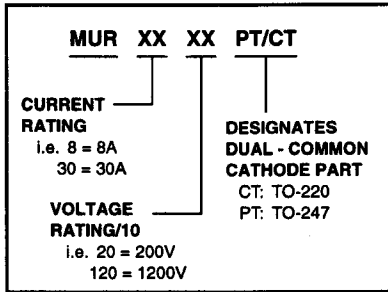 MUR XX XX PT/CT
CURRENT
RATING
i.e. 8 = 8A
30 = 30A
VOLTAGE
RATING/10
i.e. 20 = 200V
120 = 1200V
DESIGNATES
DUAL - COMMON
CATHODE PART
CT: TO-220
PT: TO-247